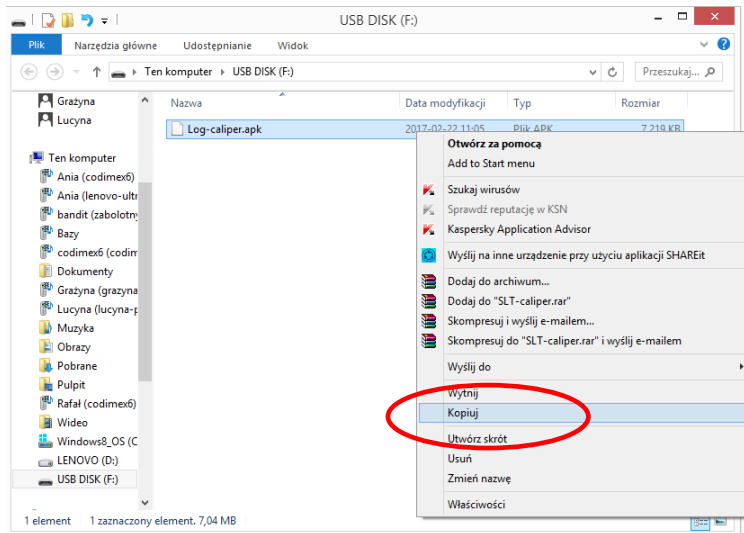 USB DISK (F:)
Plik Narzędzia główne Udostępnianie Widok
Ten komputer USB DISK (F:) Przeszukaj...
Grażyna
Lucyna
Ten komputer
Ania (codimex6)
Ania (lenovo-ultr
bandit (zabolotny
Bazy
codimex6 (codim
Dokumenty
Grażyna (grazyna
Lucyna (lucyna-p
Muzyka
Obrazy
Pobrane
Pulpit
Rafał (codimex6)
Wideo
Windows8_OS (C
LENOVO (D:)
USB DISK (F:)
Nazwa Data modyfikacji Typ Rozmiar
Log-caliper.apk 2017-02-22 11:05 Plik APK 7 219 KB
Otwórz za pomocą
Add to Start menu
Szukaj wirusów
Sprawdź reputację w KSN
Kaspersky Application Advisor
Wyślij na inne urządzenie przy użyciu aplikacji SHAREit
Dodaj do archiwum...
Dodaj do "SLT-caliper.rar"
Skompresuj i wyślij e-mailem...
Skompresuj do "SLT-caliper.rar" i wyślij e-mailem
Wyślij do
Wytnij
Kopiuj
Utwórz skrót
Usuń
Zmień nazwę
Właściwości
1 element 1 zaznaczony element. 7,04 MB